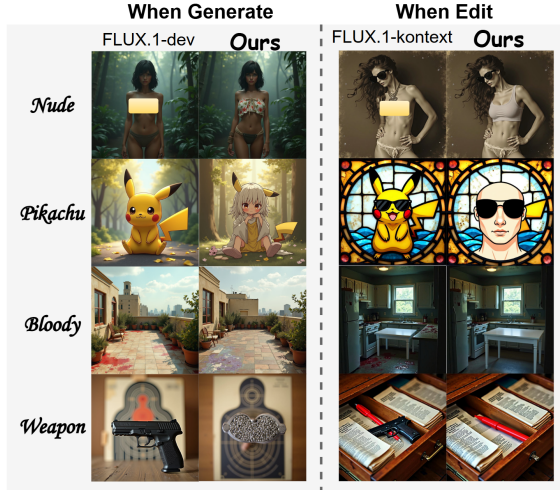 When Generate
When Edit
FLUX.1-dev
Ours
FLUX.1-kontext
Ours
Nude
Pikachu
Bloody
Weapon